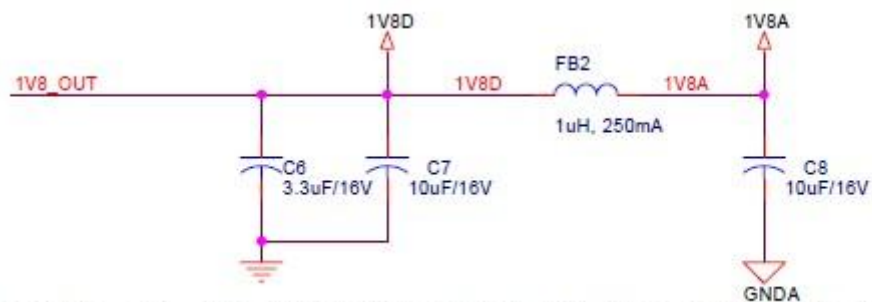 1V8D
1V8A
FB2
1V8_OUT
1V8D
1V8A
1uH, 250mA
C6
3.3uF/16V
C7
10uF/16V
C8
10uF/16V
GNDA